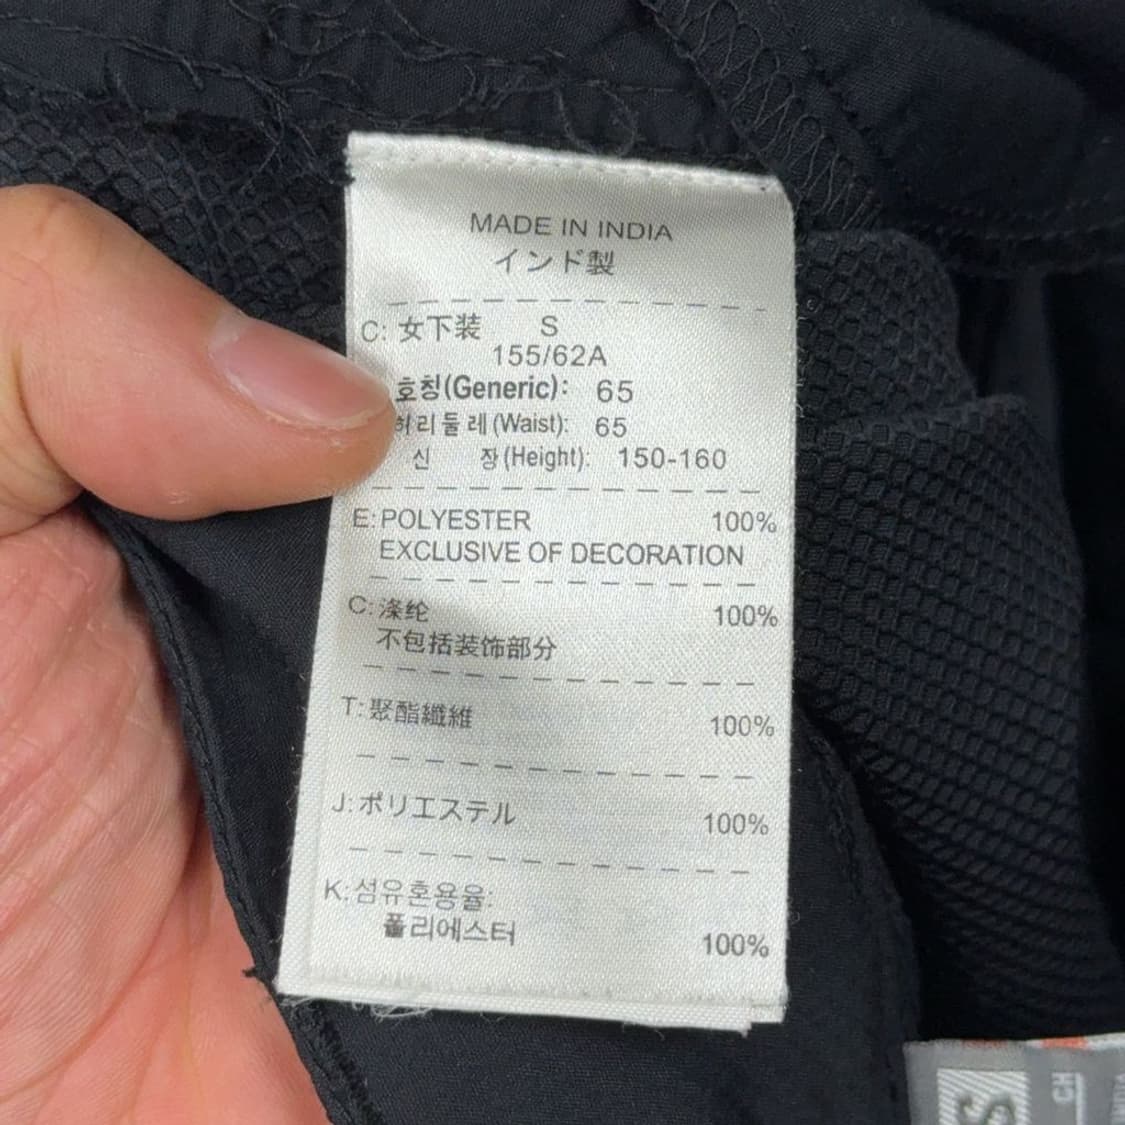 MADE IN INDIA
インド製
C: 女下装 S
155/62A
호칭(Generic): 65
허리둘레(Waist): 65
신 장(Height): 150-160
E: POLYESTER 100%
EXCLUSIVE OF DECORATION
C: 涤纶 100%
不包括装饰部分
T: 聚酯纖維 100%
J: ポリエステル 100%
K: 섬유혼용율:
폴리에스터 100%
S
CH